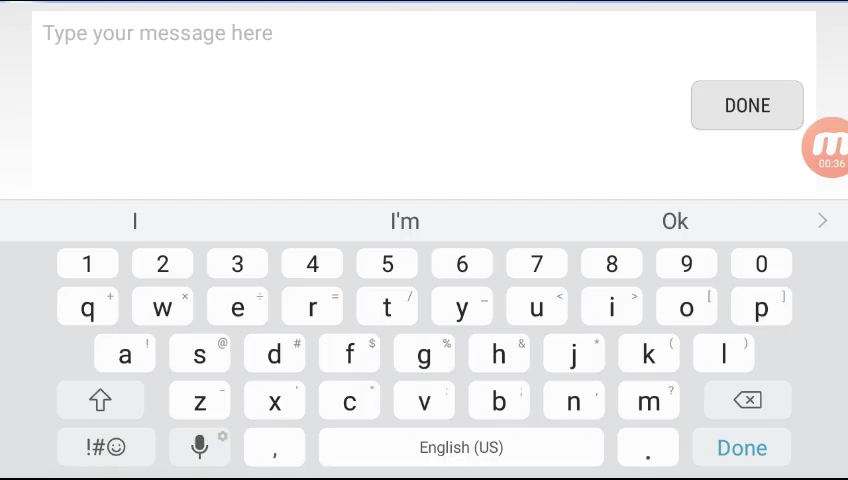 Type your message here
DONE
m
00:36
I I'm Ok >
1 2 3 4 5 6 7 8 9 0
q + w × e ÷ r = t / y _ u < i > o [ p ]
a ! s @ d # f $ g % h & j * k ( l )
z - x ' c " v : b ; n , m ?
!#☺ , English (US) . Done